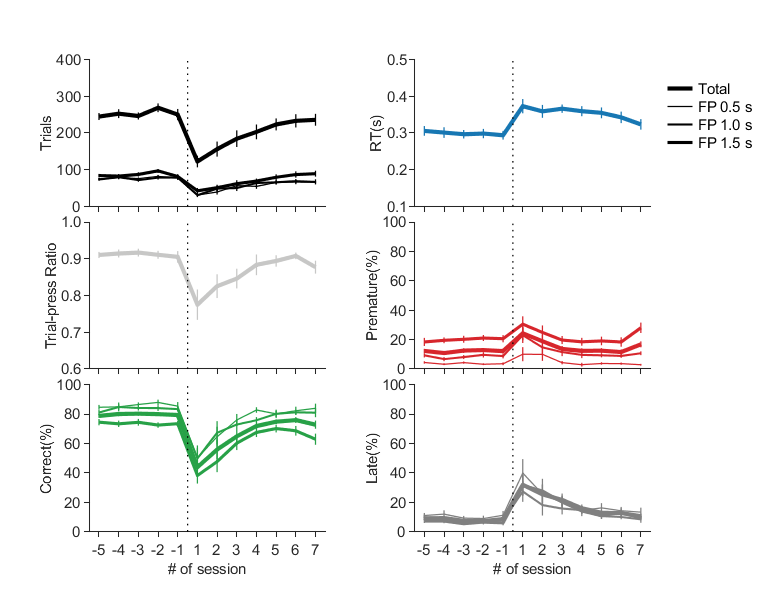 400
300
200
100
0
Trials
0.5
0.4
0.3
0.2
0.1
RT(s)
Total
FP 0.5 s
FP 1.0 s
FP 1.5 s
1.0
0.9
0.8
0.7
0.6
Trial-press Ratio
100
80
60
40
20
0
Premature(%)
100
80
60
40
20
0
Correct(%)
-5 -4 -3 -2 -1 1 2 3 4 5 6 7
# of session
100
80
60
40
20
0
Late(%)
-5 -4 -3 -2 -1 1 2 3 4 5 6 7
# of session